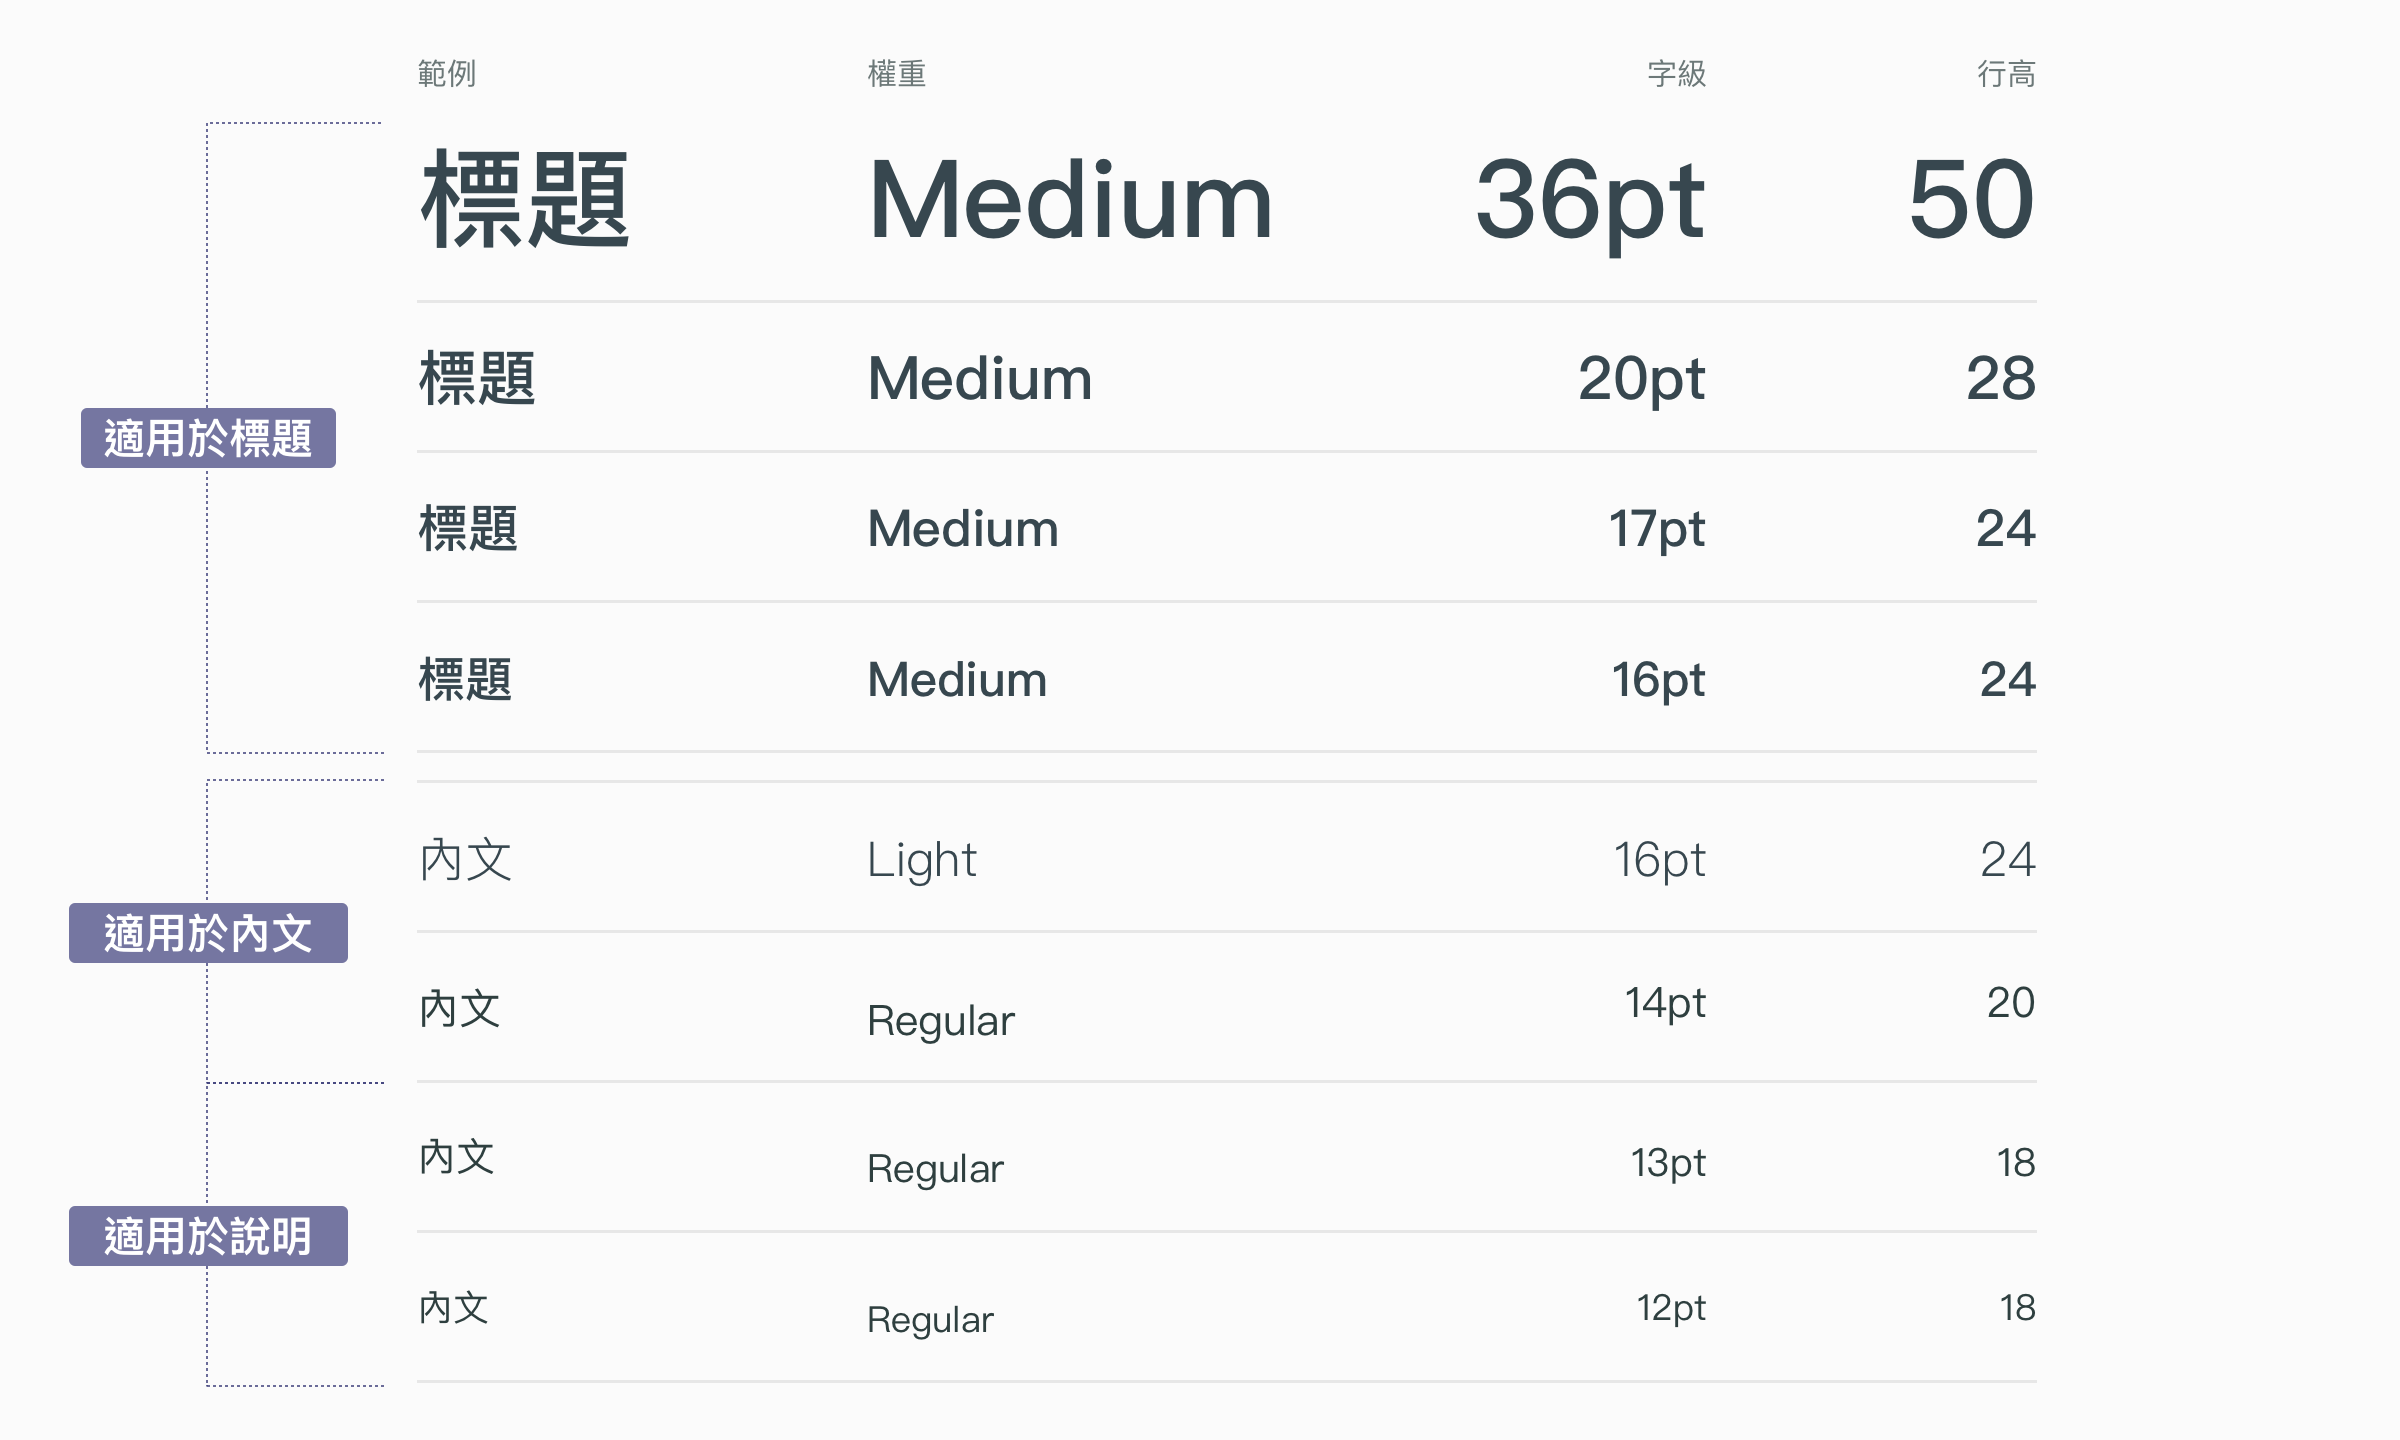 範例 權重 字級 行高
標題 Medium 36pt 50
標題 Medium 20pt 28
適用於標題
標題 Medium 17pt 24
標題 Medium 16pt 24
內文 Light 16pt 24
適用於內文
內文 Regular 14pt 20
內文 Regular 13pt 18
適用於說明
內文 Regular 12pt 18